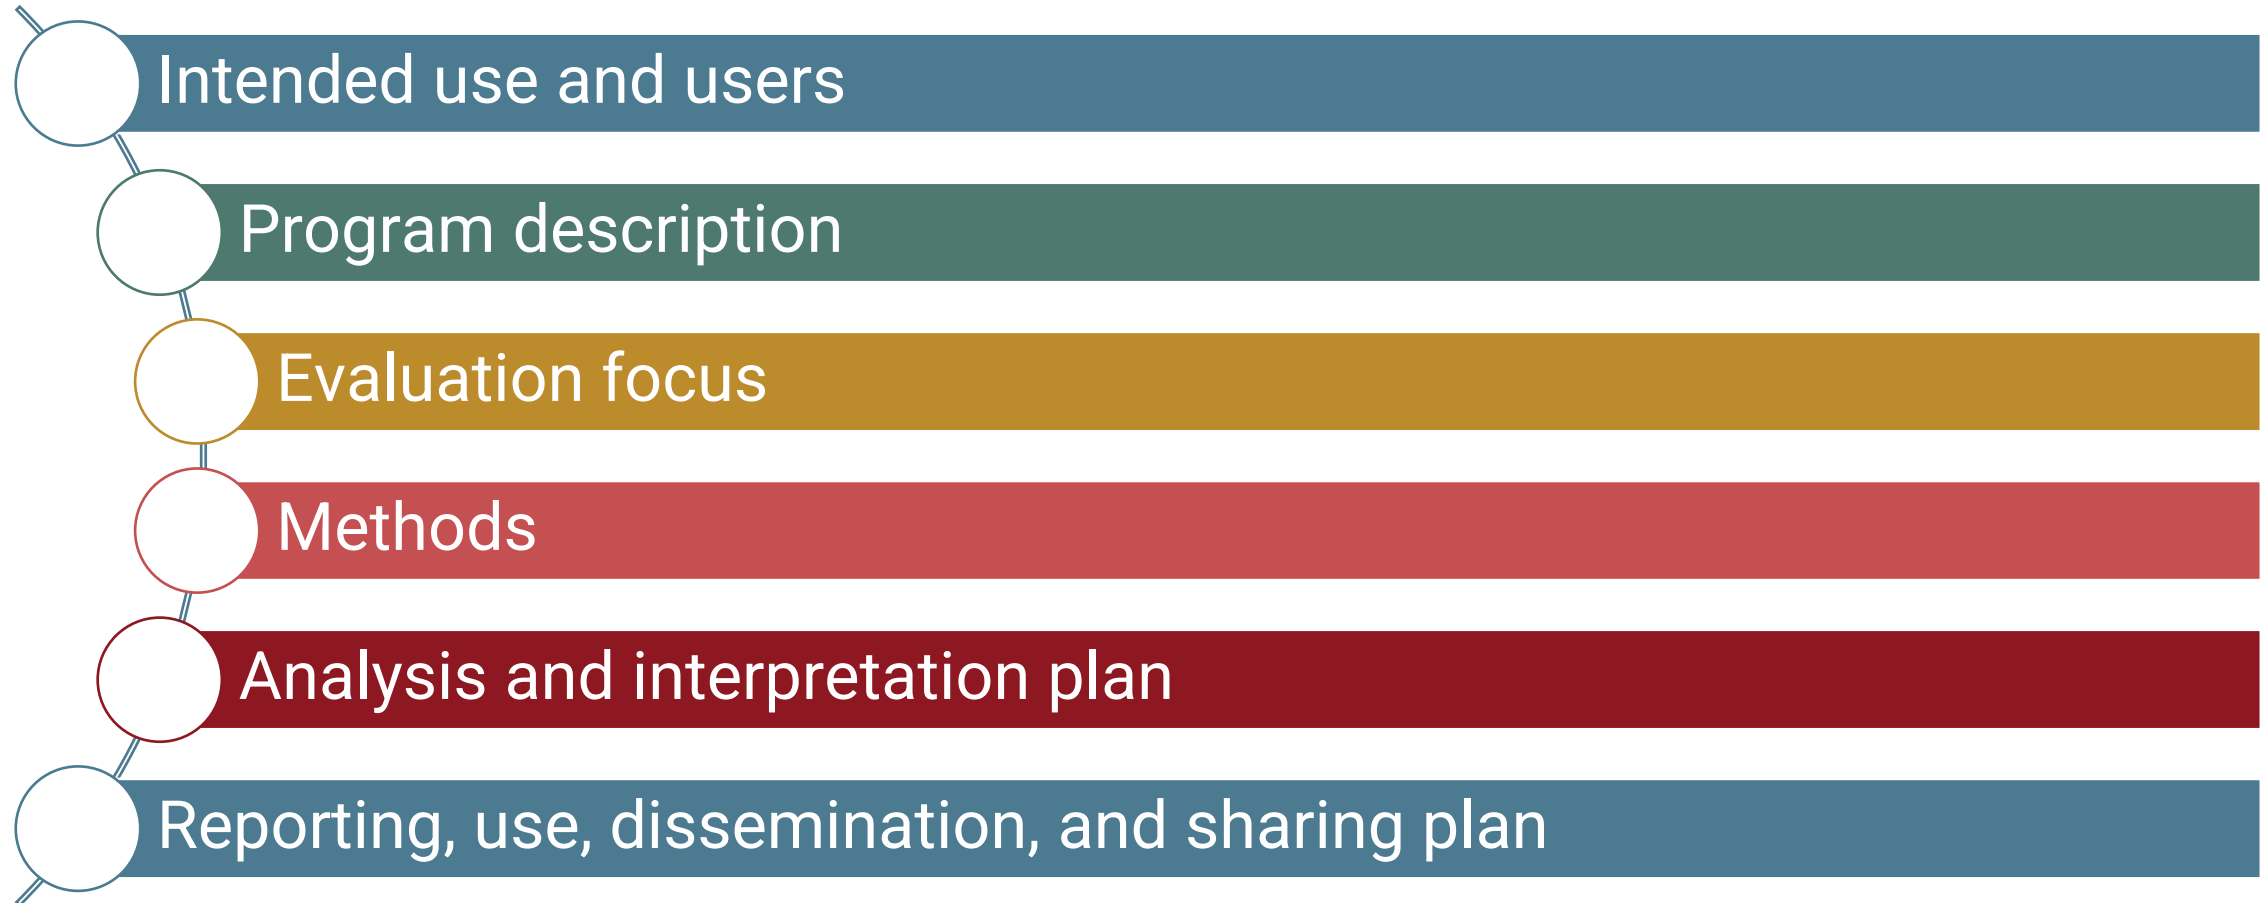 Intended use and users
Program description
Evaluation focus
Methods
Analysis and interpretation plan
Reporting, use, dissemination, and sharing plan